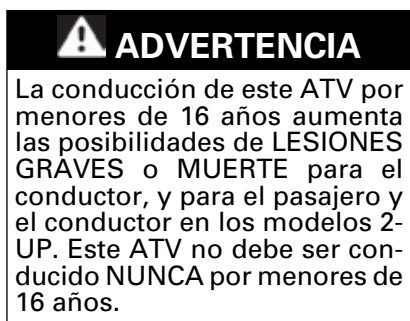 ADVERTENCIA
La conducción de este ATV por
menores de 16 años aumenta
las posibilidades de LESIONES
GRAVES o MUERTE para el
conductor, y para el pasajero y
el conductor en los modelos 2-
UP. Este ATV no debe ser con-
ducido NUNCA por menores de
16 años.